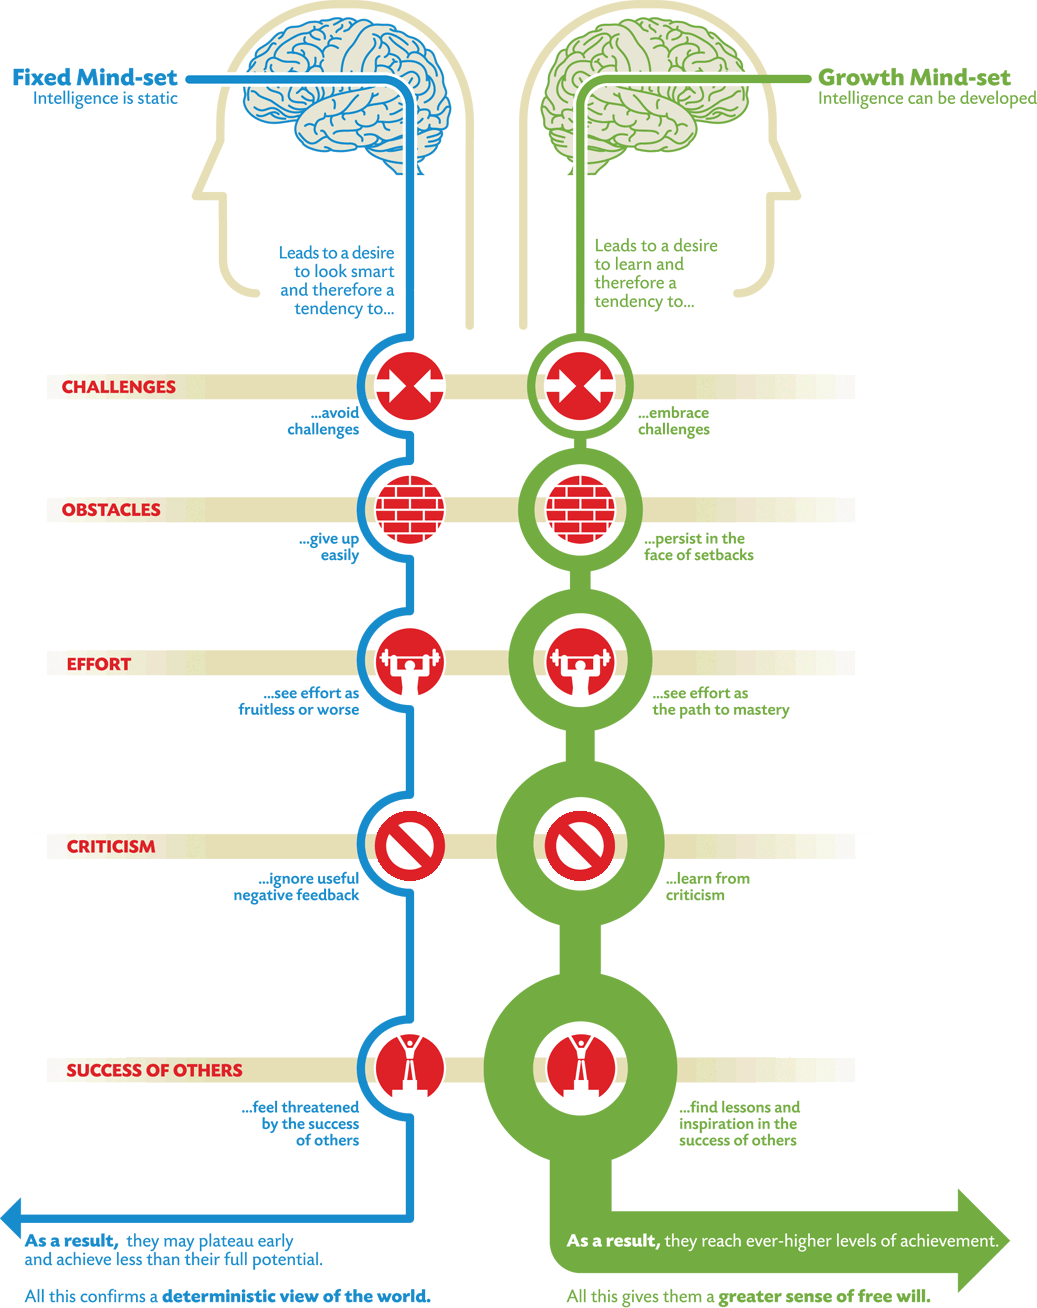 Fixed Mind-set
Intelligence is static
Growth Mind-set
Intelligence can be developed
Leads to a desire
to look smart
and therefore a
tendency to...
Leads to a desire
to learn and
therefore a
tendency to...
CHALLENGES
...avoid
challenges
...embrace
challenges
OBSTACLES
...give up
easily
...persist in the
face of setbacks
EFFORT
...see effort as
fruitless or worse
...see effort as
the path to mastery
CRITICISM
...ignore useful
negative feedback
...learn from
criticism
SUCCESS OF OTHERS
...feel threatened
by the success
of others
...find lessons and
inspiration in the
success of others
As a result, they may plateau early
and achieve less than their full potential.
All this confirms a deterministic view of the world.
As a result, they reach ever-higher levels of achievement.
All this gives them a greater sense of free will.